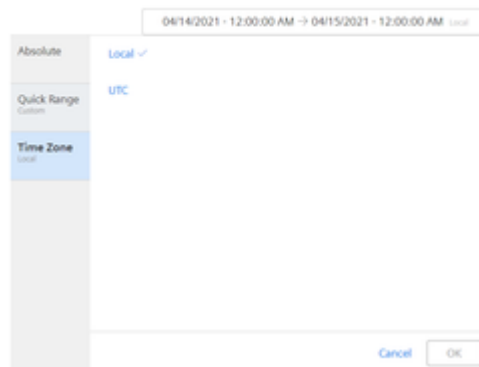 04/14/2021 - 12:00:00 AM → 04/15/2021 - 12:00:00 AM Local
Absolute
Local ✓
UTC
Quick Range
Custom
Time Zone
Local
Cancel
OK